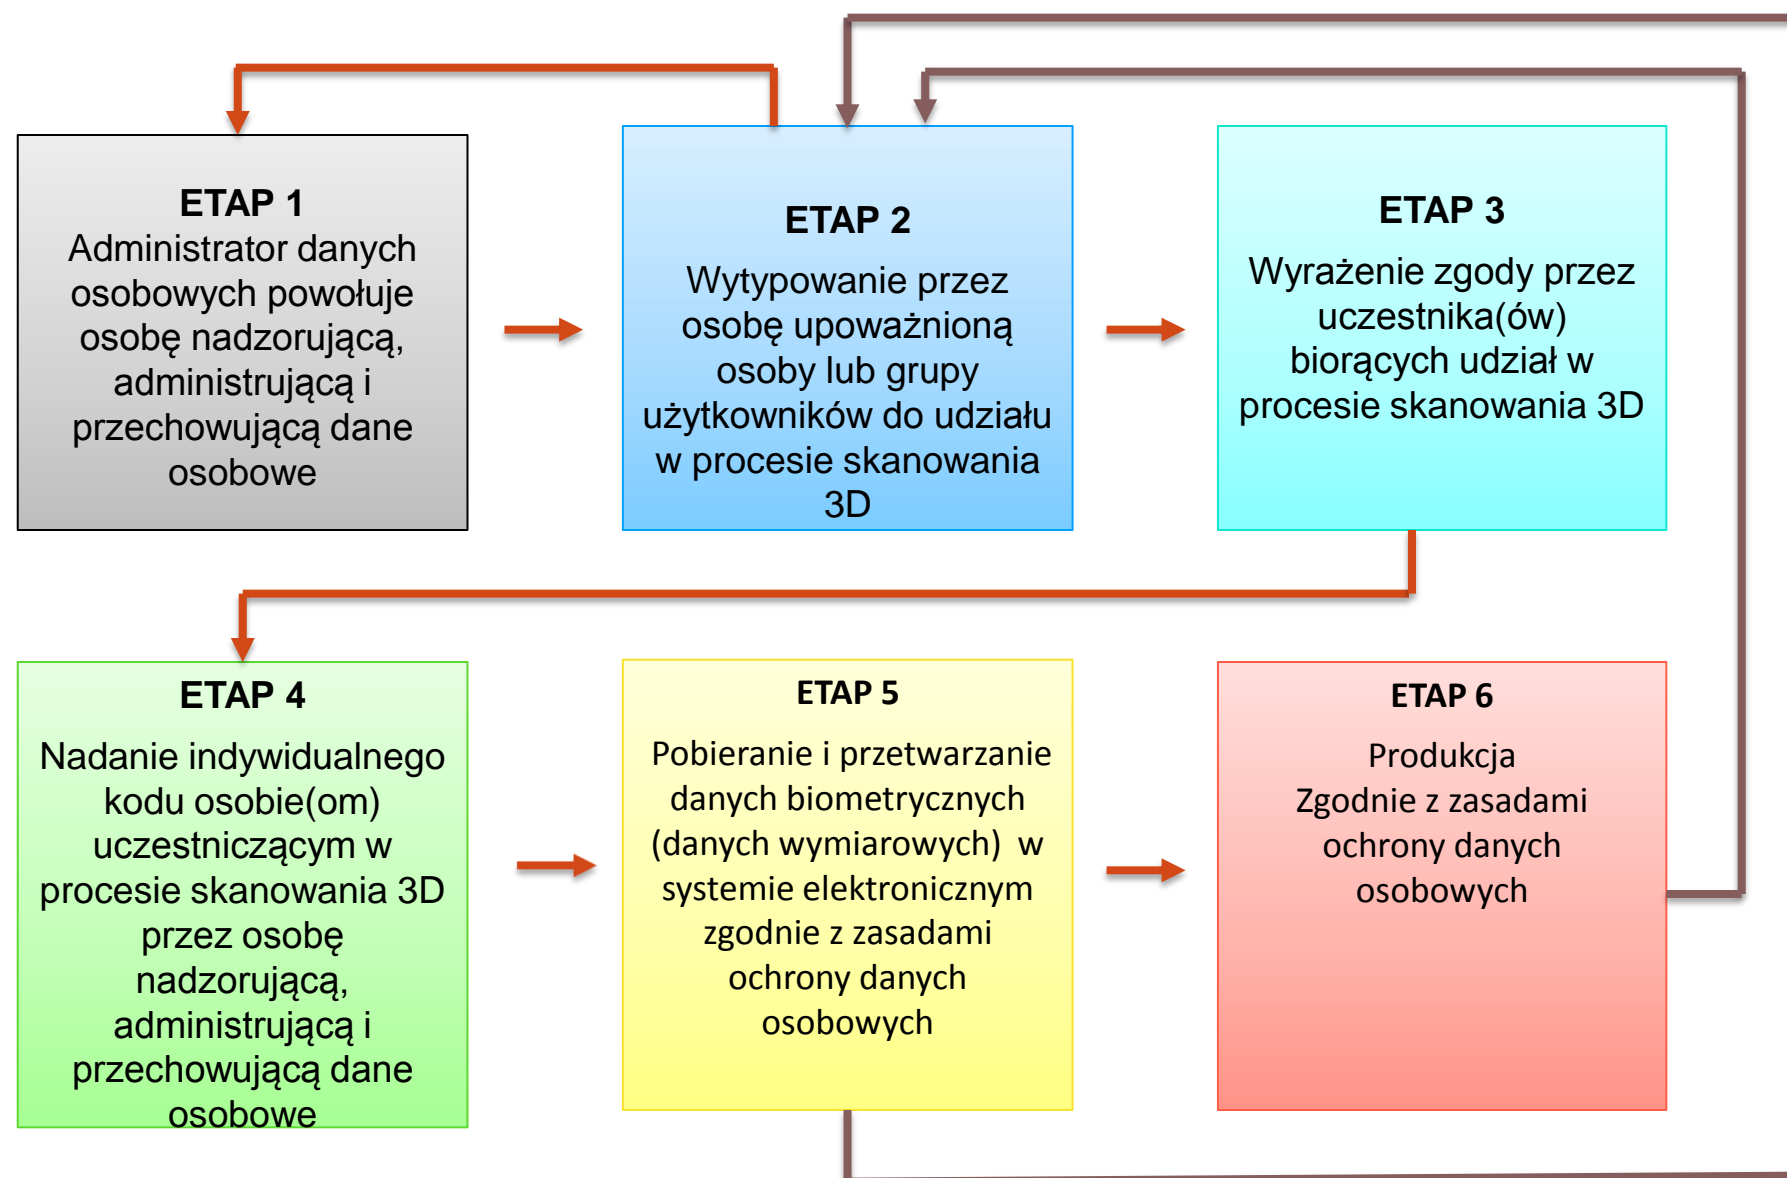 ETAP 1
Administrator danych
osobowych powołuje
osobę nadzorującą,
administrującą i
przechowującą dane
osobowe
ETAP 2
Wytypowanie przez
osobę upoważnioną
osoby lub grupy
użytkowników do udziału
w procesie skanowania
3D
ETAP 3
Wyrażenie zgody przez
uczestnika(ów)
biorących udział w
procesie skanowania 3D
ETAP 4
Nadanie indywidualnego
kodu osobie(om)
uczestniczącym w
procesie skanowania 3D
przez osobę
nadzorującą,
administrującą i
przechowującą dane
osobowe
ETAP 5
Pobieranie i przetwarzanie
danych biometrycznych
(danych wymiarowych) w
systemie elektronicznym
zgodnie z zasadami
ochrony danych
osobowych
ETAP 6
Produkcja
Zgodnie z zasadami
ochrony danych
osobowych